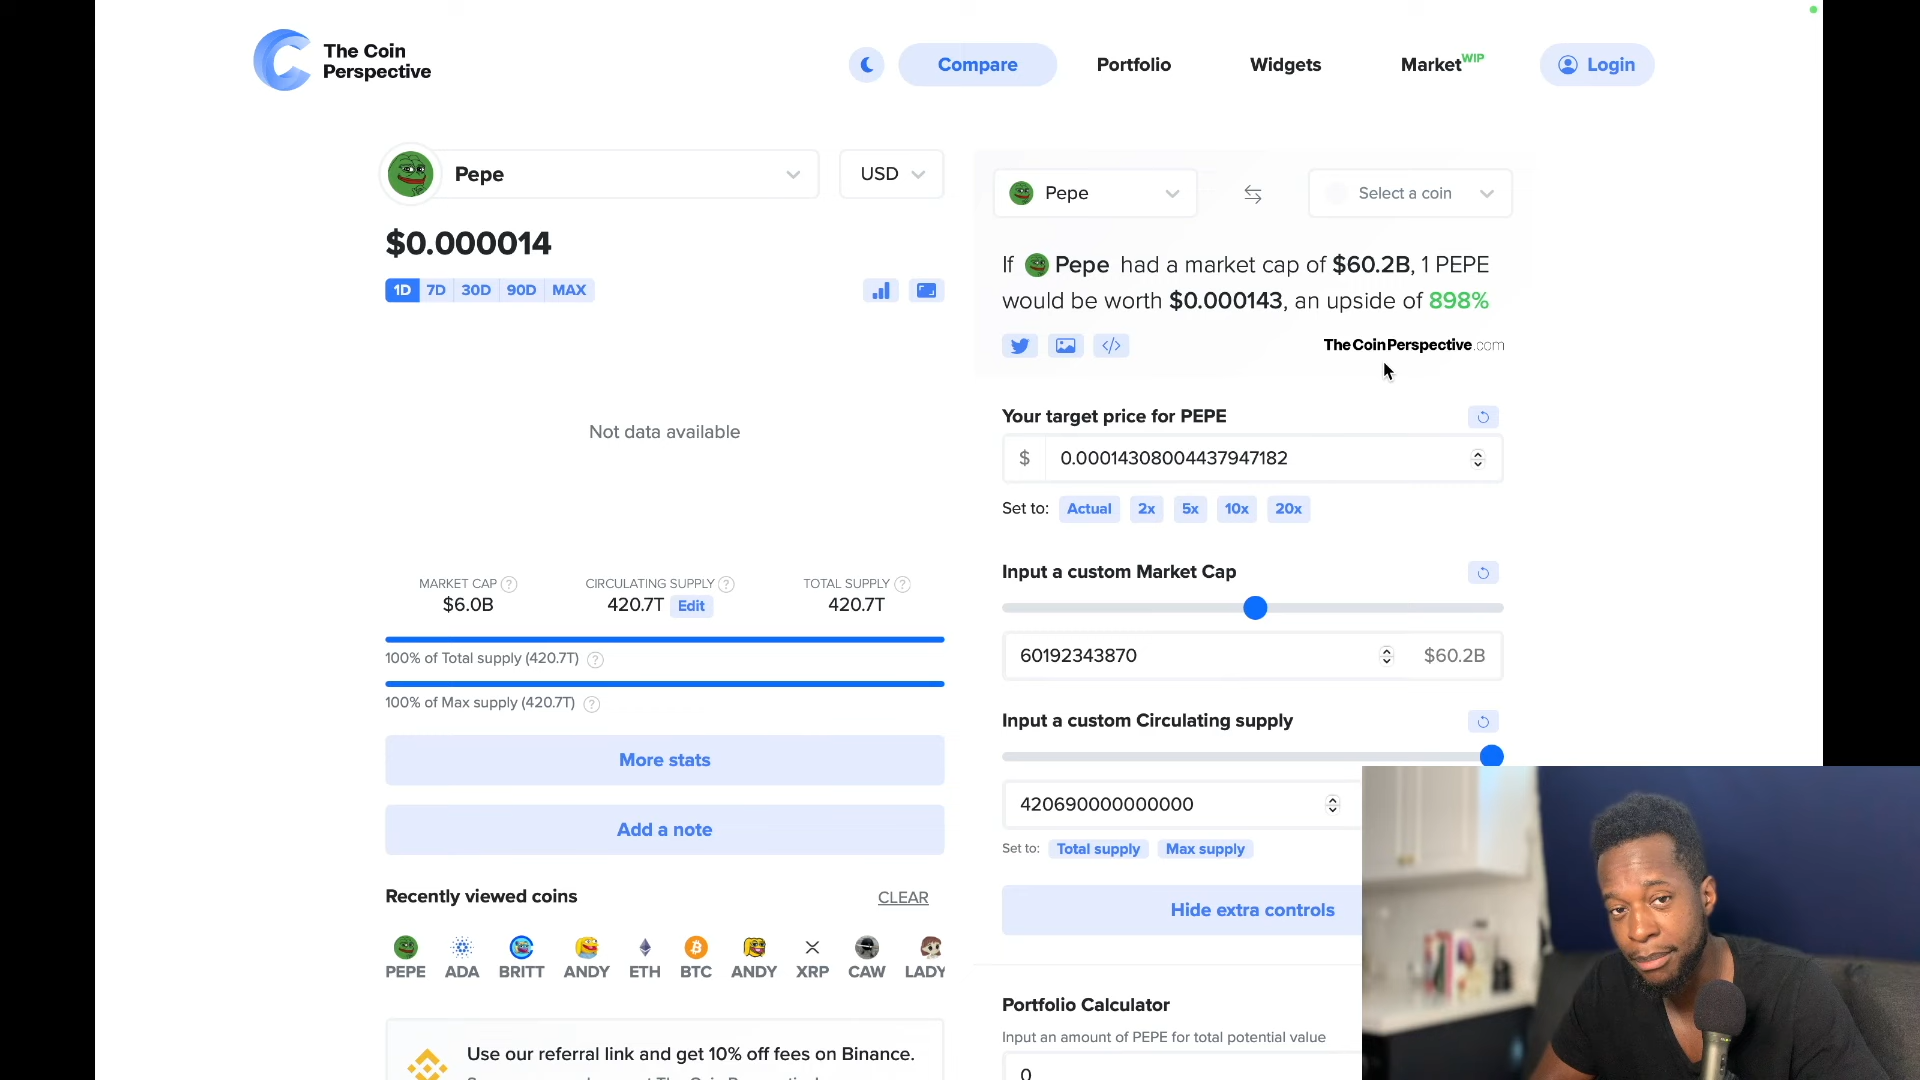 The Coin
Perspective
Compare
Portfolio
Widgets
Market WIP
Login
Pepe
USD
$0.000014
1D 7D 30D 90D MAX
Not data available
MARKET CAP ?
$6.0B
CIRCULATING SUPPLY ?
420.7T Edit
TOTAL SUPPLY ?
420.7T
100% of Total supply (420.7T) ?
100% of Max supply (420.7T) ?
More stats
Add a note
Recently viewed coins
CLEAR
PEPE ADA BRITT ANDY ETH BTC ANDY XRP CAW LADY
Use our referral link and get 10% off fees on Binance.
Pepe
Select a coin
If Pepe had a market cap of $60.2B, 1 PEPE
would be worth $0.000143, an upside of 898%
TheCoinPerspective.com
Your target price for PEPE
$ 0.00014308004437947182
Set to: Actual 2x 5x 10x 20x
Input a custom Market Cap
60192343870 $60.2B
Input a custom Circulating supply
420690000000000
Set to: Total supply Max supply
Hide extra controls
Portfolio Calculator
Input an amount of PEPE for total potential value
0